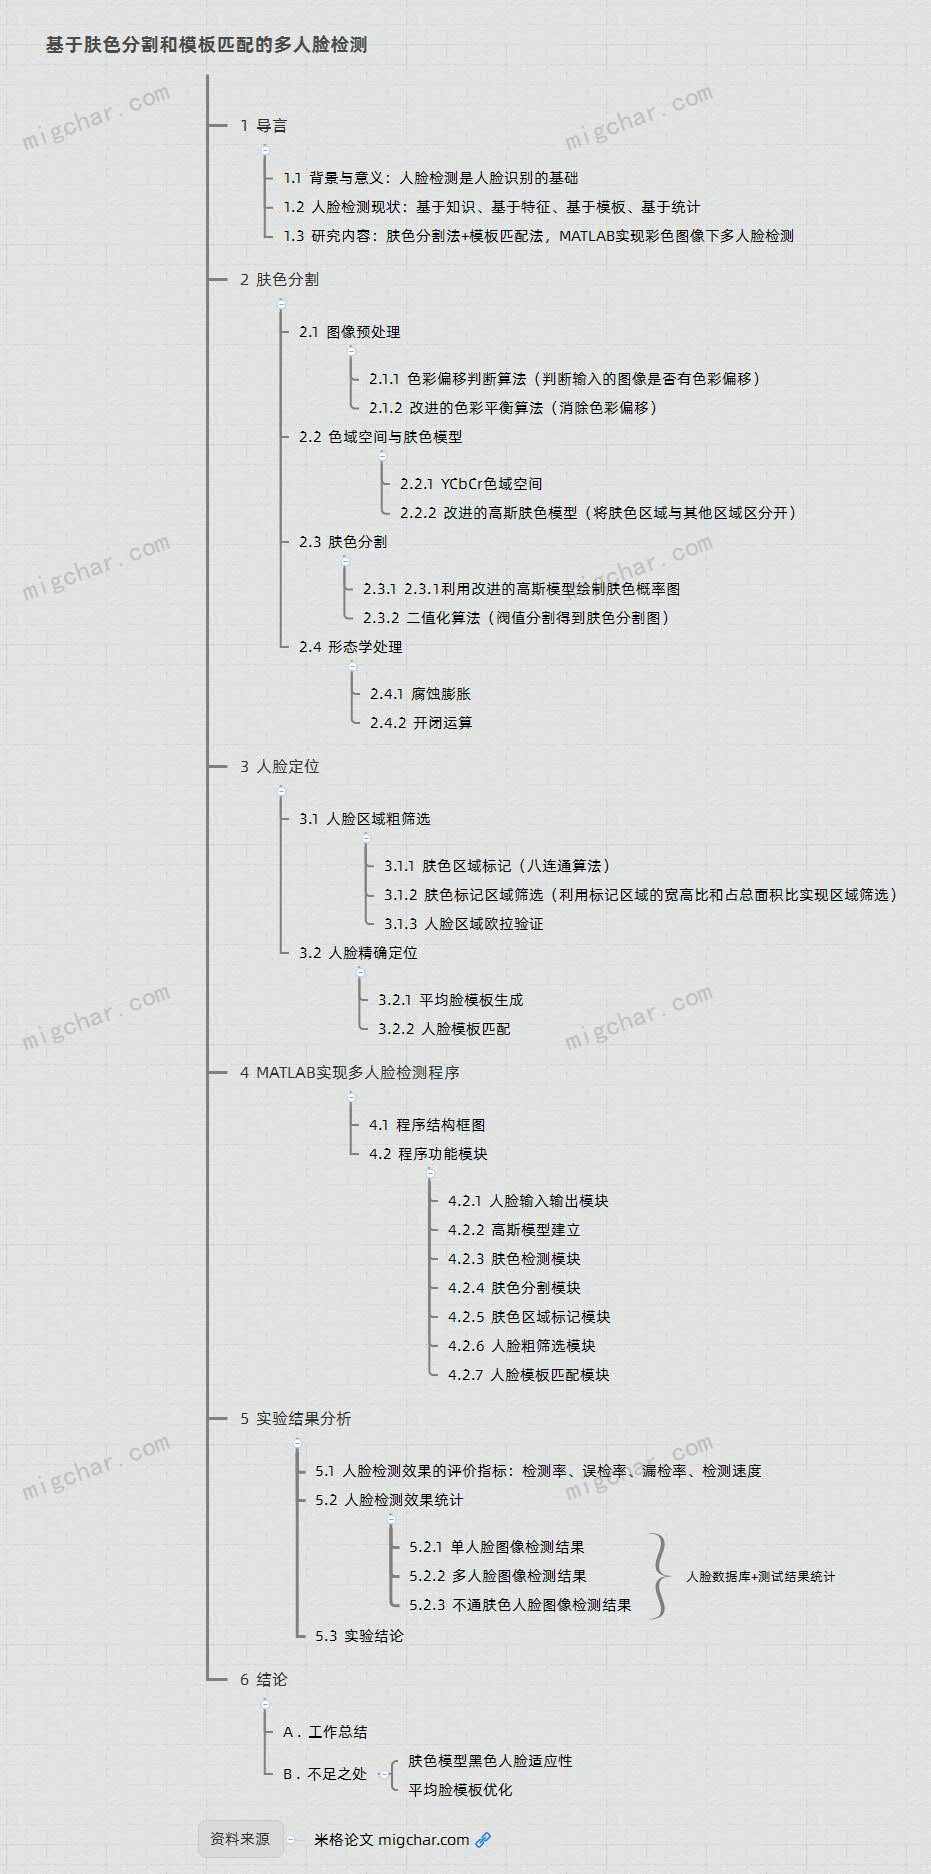 基于肤色分割和模板匹配的多人脸检测
migchar.com
migchar.com
1 导言
1.1 背景与意义：人脸检测是人脸识别的基础
1.2 人脸检测现状：基于知识、基于特征、基于模板、基于统计
1.3 研究内容：肤色分割法+模板匹配法，MATLAB实现彩色图像下多人脸检测
2 肤色分割
2.1 图像预处理
2.1.1 色彩偏移判断算法（判断输入的图像是否有色彩偏移）
2.1.2 改进的色彩平衡算法（消除色彩偏移）
2.2 色域空间与肤色模型
2.2.1 YCbCr色域空间
2.2.2 改进的高斯肤色模型（将肤色区域与其他区域区分开）
2.3 肤色分割
migchar.com
migchar.com
2.3.1 2.3.1利用改进的高斯模型绘制肤色概率图
2.3.2 二值化算法（阀值分割得到肤色分割图）
2.4 形态学处理
2.4.1 腐蚀膨胀
2.4.2 开闭运算
3 人脸定位
3.1 人脸区域粗筛选
3.1.1 肤色区域标记（八连通算法）
3.1.2 肤色标记区域筛选（利用标记区域的宽高比和占总面积比实现区域筛选）
3.1.3 人脸区域欧拉验证
3.2 人脸精确定位
3.2.1 平均脸模板生成
migchar.com
migchar.com
3.2.2 人脸模板匹配
4 MATLAB实现多人脸检测程序
4.1 程序结构框图
4.2 程序功能模块
4.2.1 人脸输入输出模块
4.2.2 高斯模型建立
4.2.3 肤色检测模块
4.2.4 肤色分割模块
4.2.5 肤色区域标记模块
4.2.6 人脸粗筛选模块
4.2.7 人脸模板匹配模块
5 实验结果分析
migchar.com
migchar.com
5.1 人脸检测效果的评价指标：检测率、误检率、漏检率、检测速度
5.2 人脸检测效果统计
5.2.1 单人脸图像检测结果
5.2.2 多人脸图像检测结果
人脸数据库+测试结果统计
5.2.3 不通肤色人脸图像检测结果
5.3 实验结论
6 结论
A . 工作总结
B . 不足之处
肤色模型黑色人脸适应性
平均脸模板优化
资料来源
米格论文 migchar.com